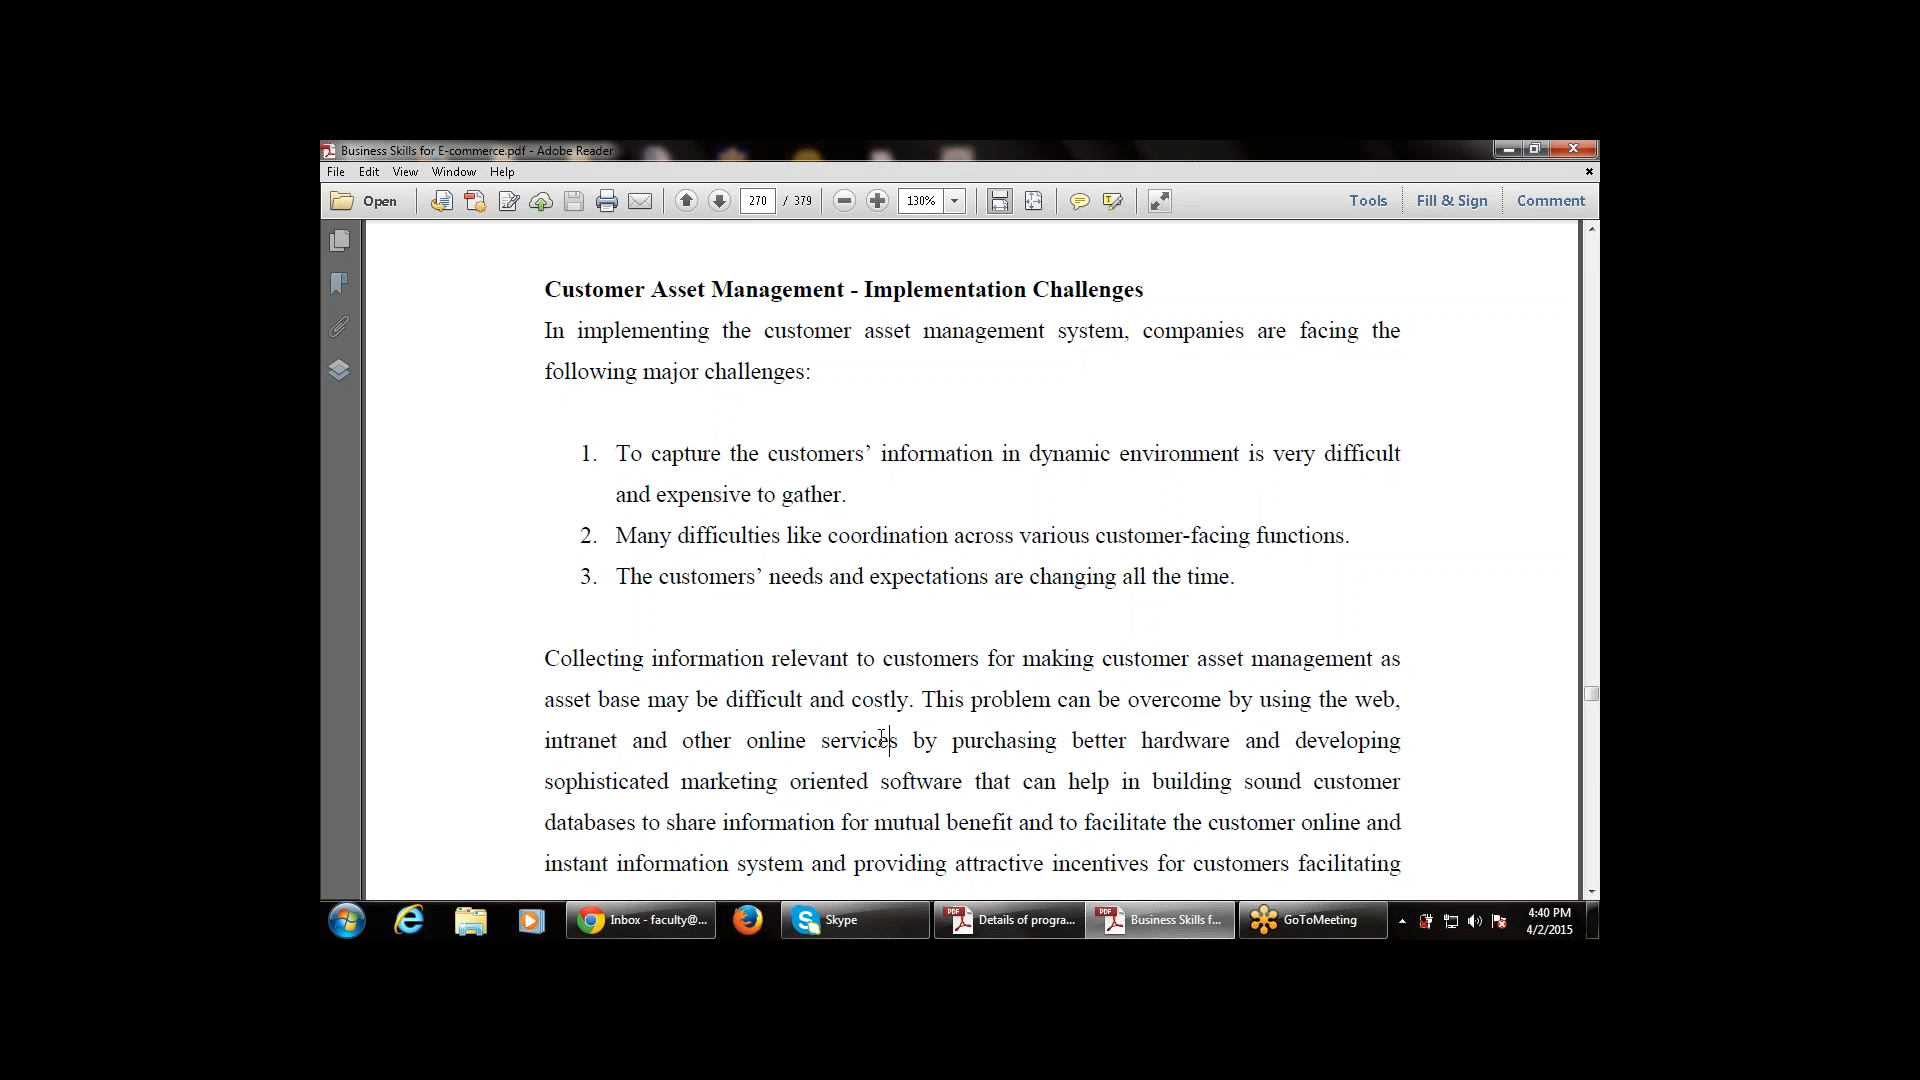 Business Skills for E-commerce.pdf - Adobe Reader
File Edit View Window Help
Open 270 / 379 130% Tools Fill & Sign Comment
Customer Asset Management - Implementation Challenges
In implementing the customer asset management system, companies are facing the
following major challenges:
1. To capture the customers’ information in dynamic environment is very difficult
and expensive to gather.
2. Many difficulties like coordination across various customer-facing functions.
3. The customers’ needs and expectations are changing all the time.
Collecting information relevant to customers for making customer asset management as
asset base may be difficult and costly. This problem can be overcome by using the web,
intranet and other online services by purchasing better hardware and developing
sophisticated marketing oriented software that can help in building sound customer
databases to share information for mutual benefit and to facilitate the customer online and
instant information system and providing attractive incentives for customers facilitating
Inbox - faculty@... Skype Details of progra... Business Skills f... GoToMeeting 4:40 PM
4/2/2015